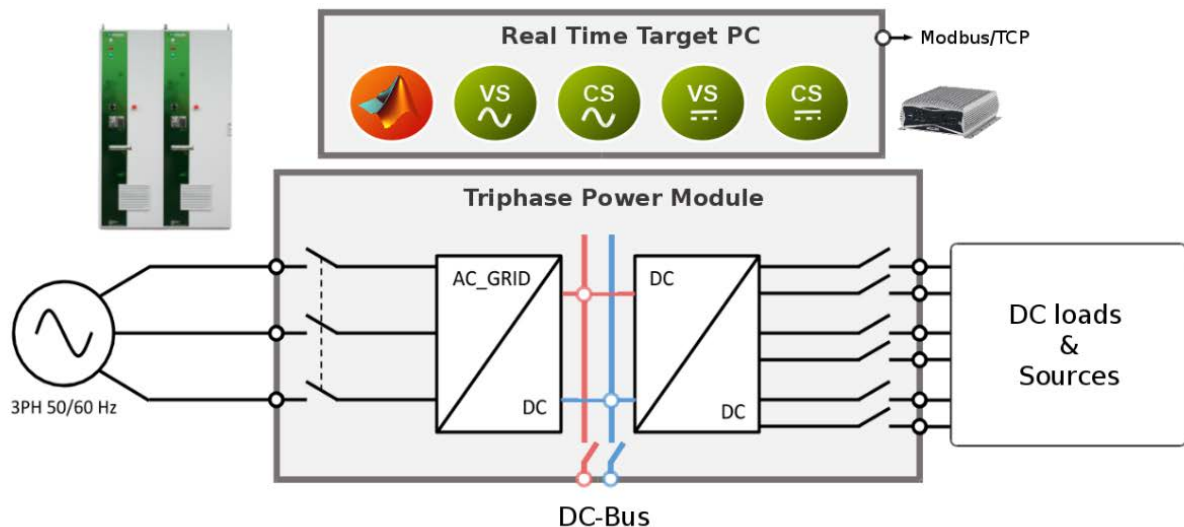 Real Time Target PC
Modbus/TCP
VS
CS
VS
CS
Triphase Power Module
AC_GRID
DC
DC
DC
3PH 50/60 Hz
DC loads
&
Sources
DC-Bus